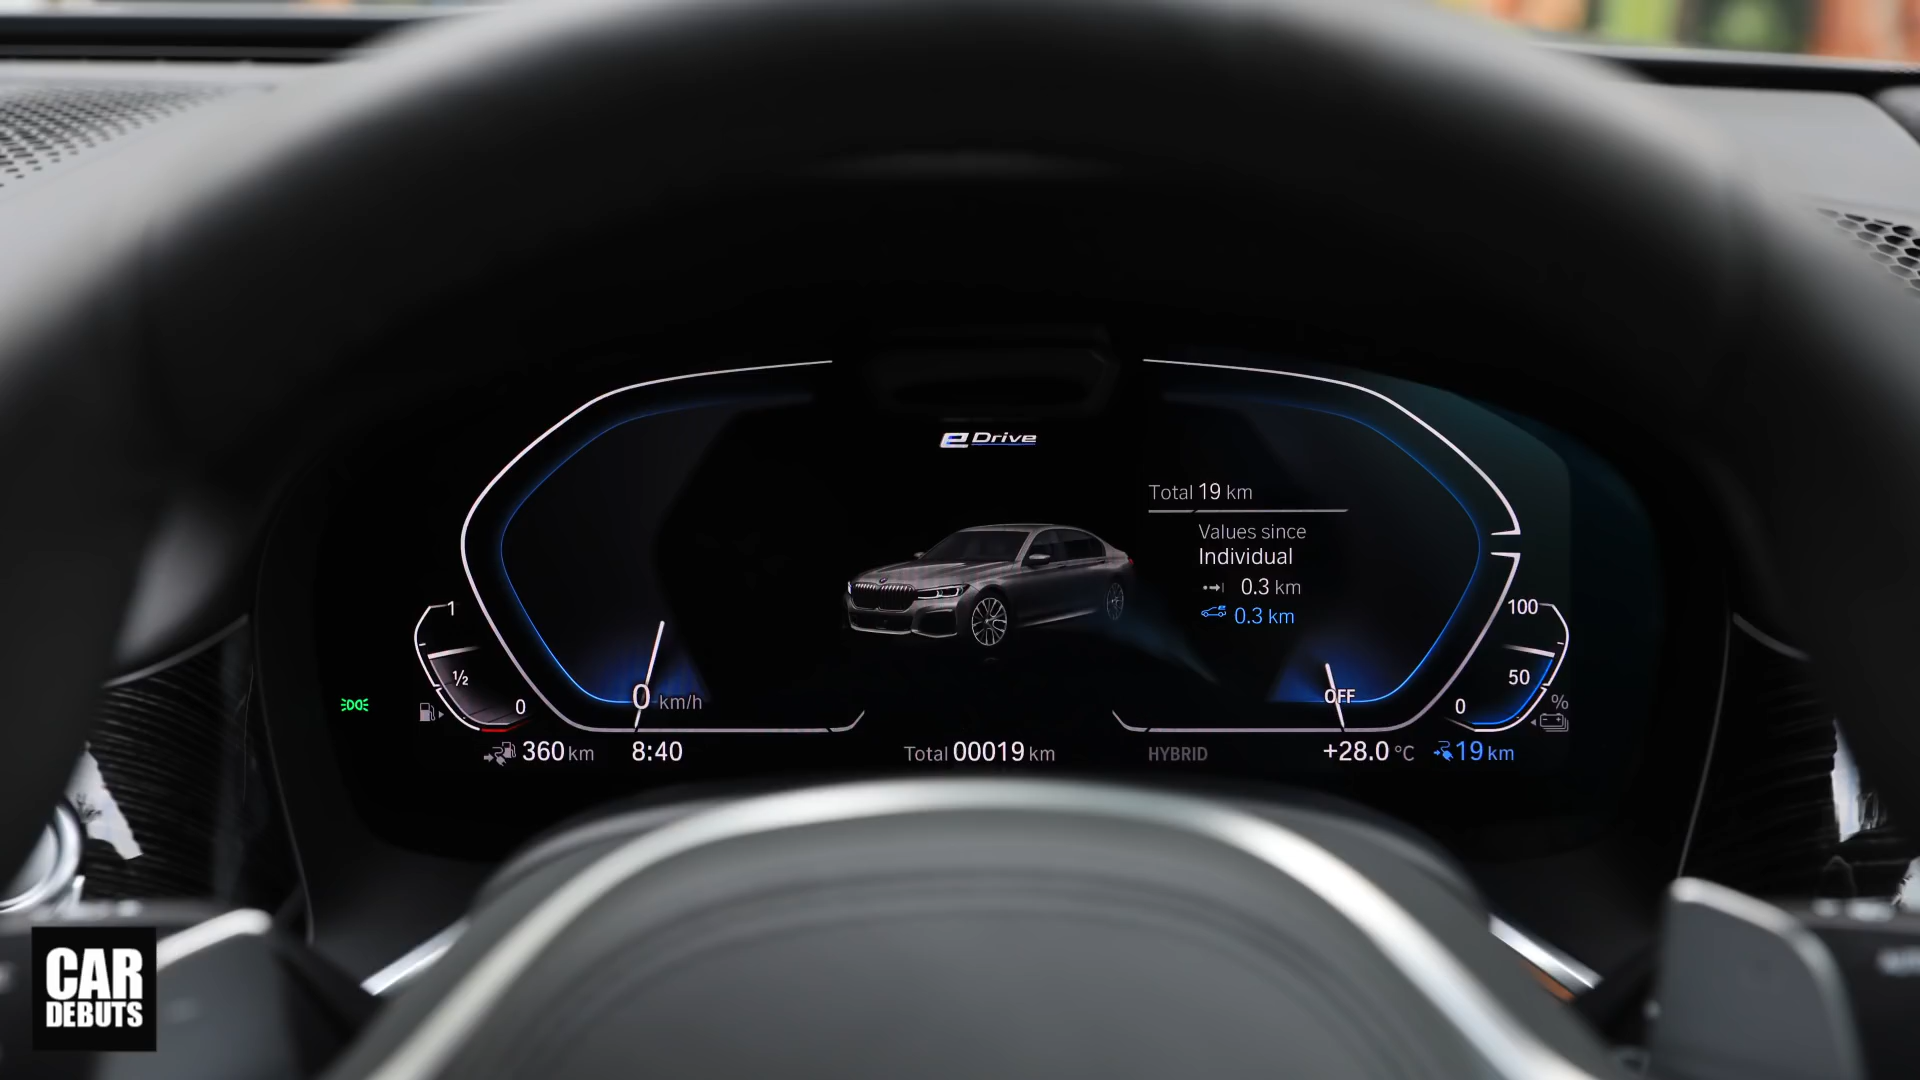 eDrive
Total 19 km
Values since
Individual
0.3 km
0.3 km
1
1/2
0
0 km/h
OFF
100
50
0
%
360 km
8:40
Total 00019 km
HYBRID
+28.0 °C
19 km
CAR
DEBUTS